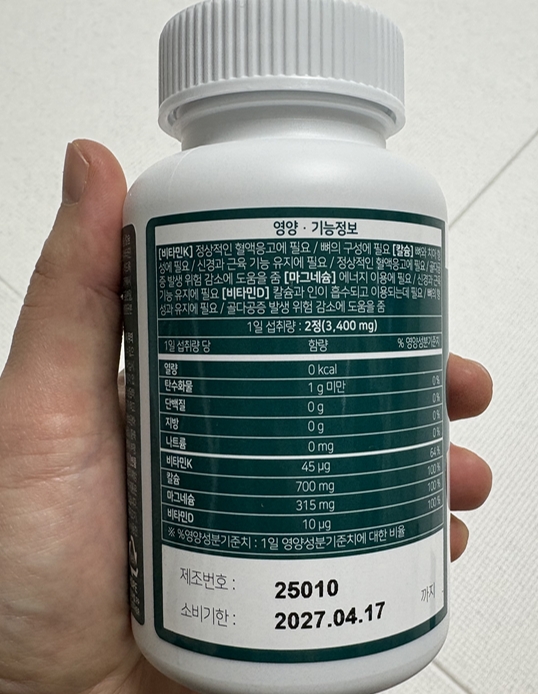 영양 · 기능정보
[비타민K] 정상적인 혈액응고에 필요 / 뼈의 구성에 필요 [칼슘] 뼈와 치아 형
성에 필요 / 신경과 근육 기능 유지에 필요 / 정상적인 혈액응고에 필요 / 골다공
증 발생 위험 감소에 도움을 줌 [마그네슘] 에너지 이용에 필요 / 신경과 근육
기능 유지에 필요 [비타민D] 칼슘과 인이 흡수되고 이용되는데 필요 / 뼈의 형
성과 유지에 필요 / 골다공증 발생 위험 감소에 도움을 줌
1일 섭취량 : 2정(3,400 mg)
1일 섭취량 당 함량 % 영양성분기준치
열량 0 kcal
탄수화물 1 g 미만 0 %
단백질 0 g 0 %
지방 0 g 0 %
나트륨 0 mg 0 %
비타민K 45 µg 64 %
칼슘 700 mg 100 %
마그네슘 315 mg 100 %
비타민D 10 µg 100 %
※ %영양성분기준치 : 1일 영양성분기준치에 대한 비율
제조번호 : 25010
소비기한 : 2027.04.17 까지